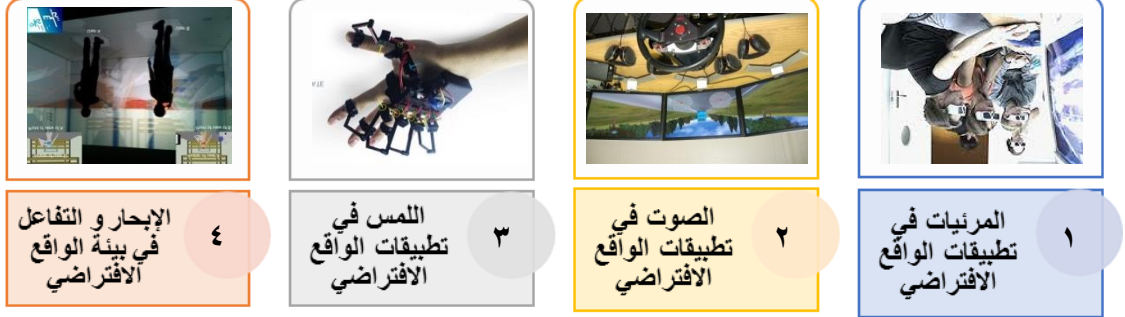 ١
المرئيات في
تطبيقات الواقع
الافتراضي
٢
الصوت في
تطبيقات الواقع
الافتراضي
٣
اللمس في
تطبيقات الواقع
الافتراضي
٤
الإبحار و التفاعل
في بيئة الواقع
الافتراضي